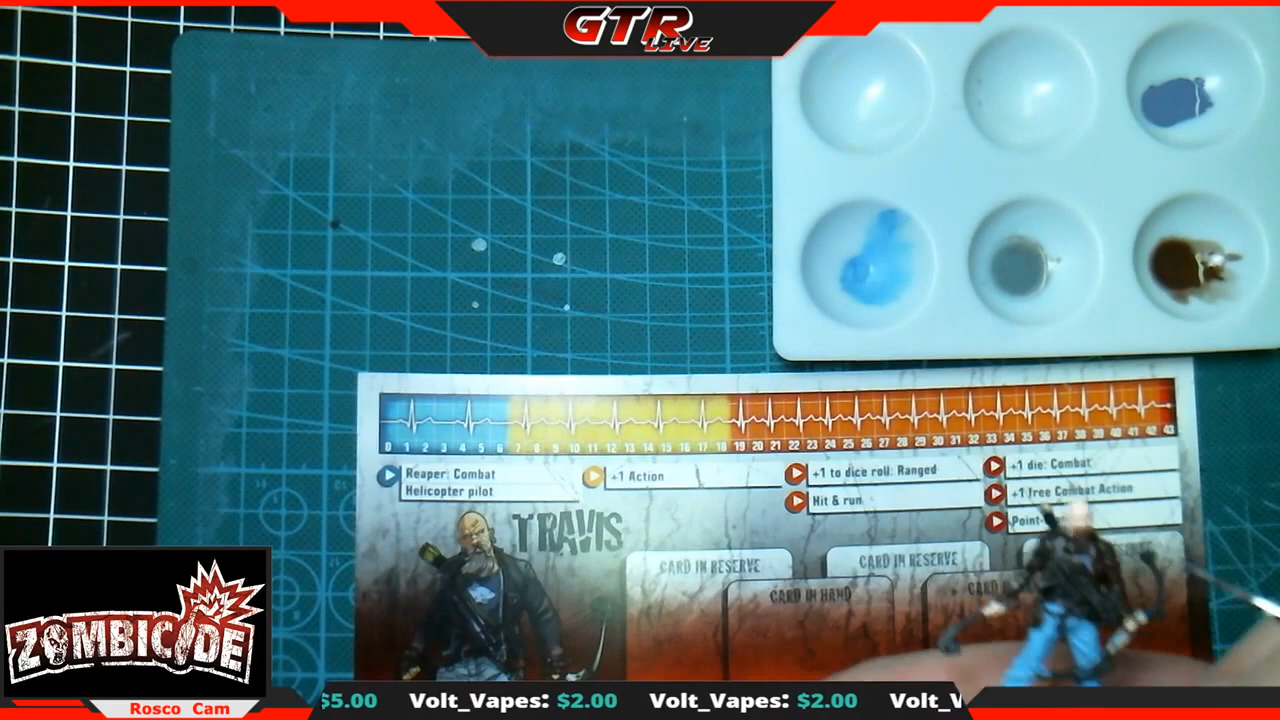 GTR
LIVE
0 1 2 3 4 5 6 7 8 9 10 11 12 13 14 15 16 17 18 19 20 21 22 23 24 25 26 27 28 29 30 31 32 33 34 35 36 37 38 39 40 41 42 43
Reaper: Combat
Helicopter pilot
+1 Action
+1 to dice roll: Ranged
Hit & run
+1 die: Combat
+1 free Combat Action
TRAVIS
CARD IN RESERVE
CARD IN RESERVE
CARD IN HAND
CARD
ZOMBICIDE
Rosco Cam
$5.00 Volt_Vapes: $2.00 Volt_Vapes: $2.00